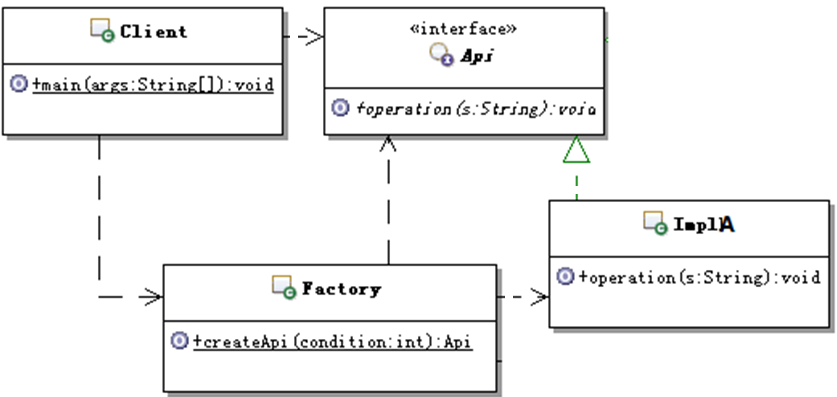 Client
+main(args:String[]):void
«interface»
Api
+operation(s:String):void
ImplA
+operation(s:String):void
Factory
+createApi(condition:int):Api